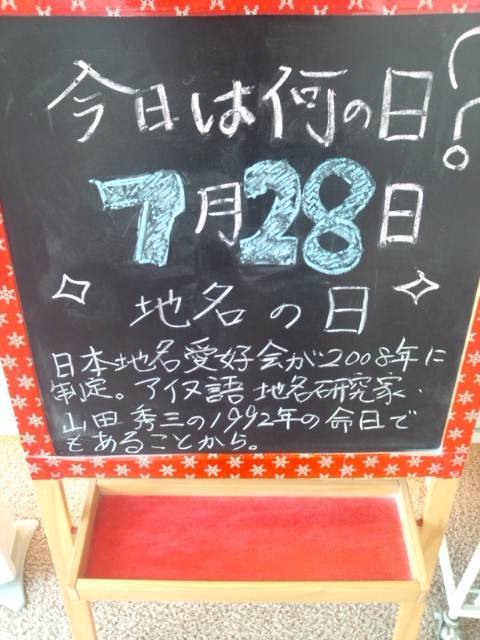 今日は何の日?
7月28日
地名の日
日本地名愛好会が2008年に
制定。アイヌ語地名研究家・
山田秀三の1992年の命日で
もあることから。